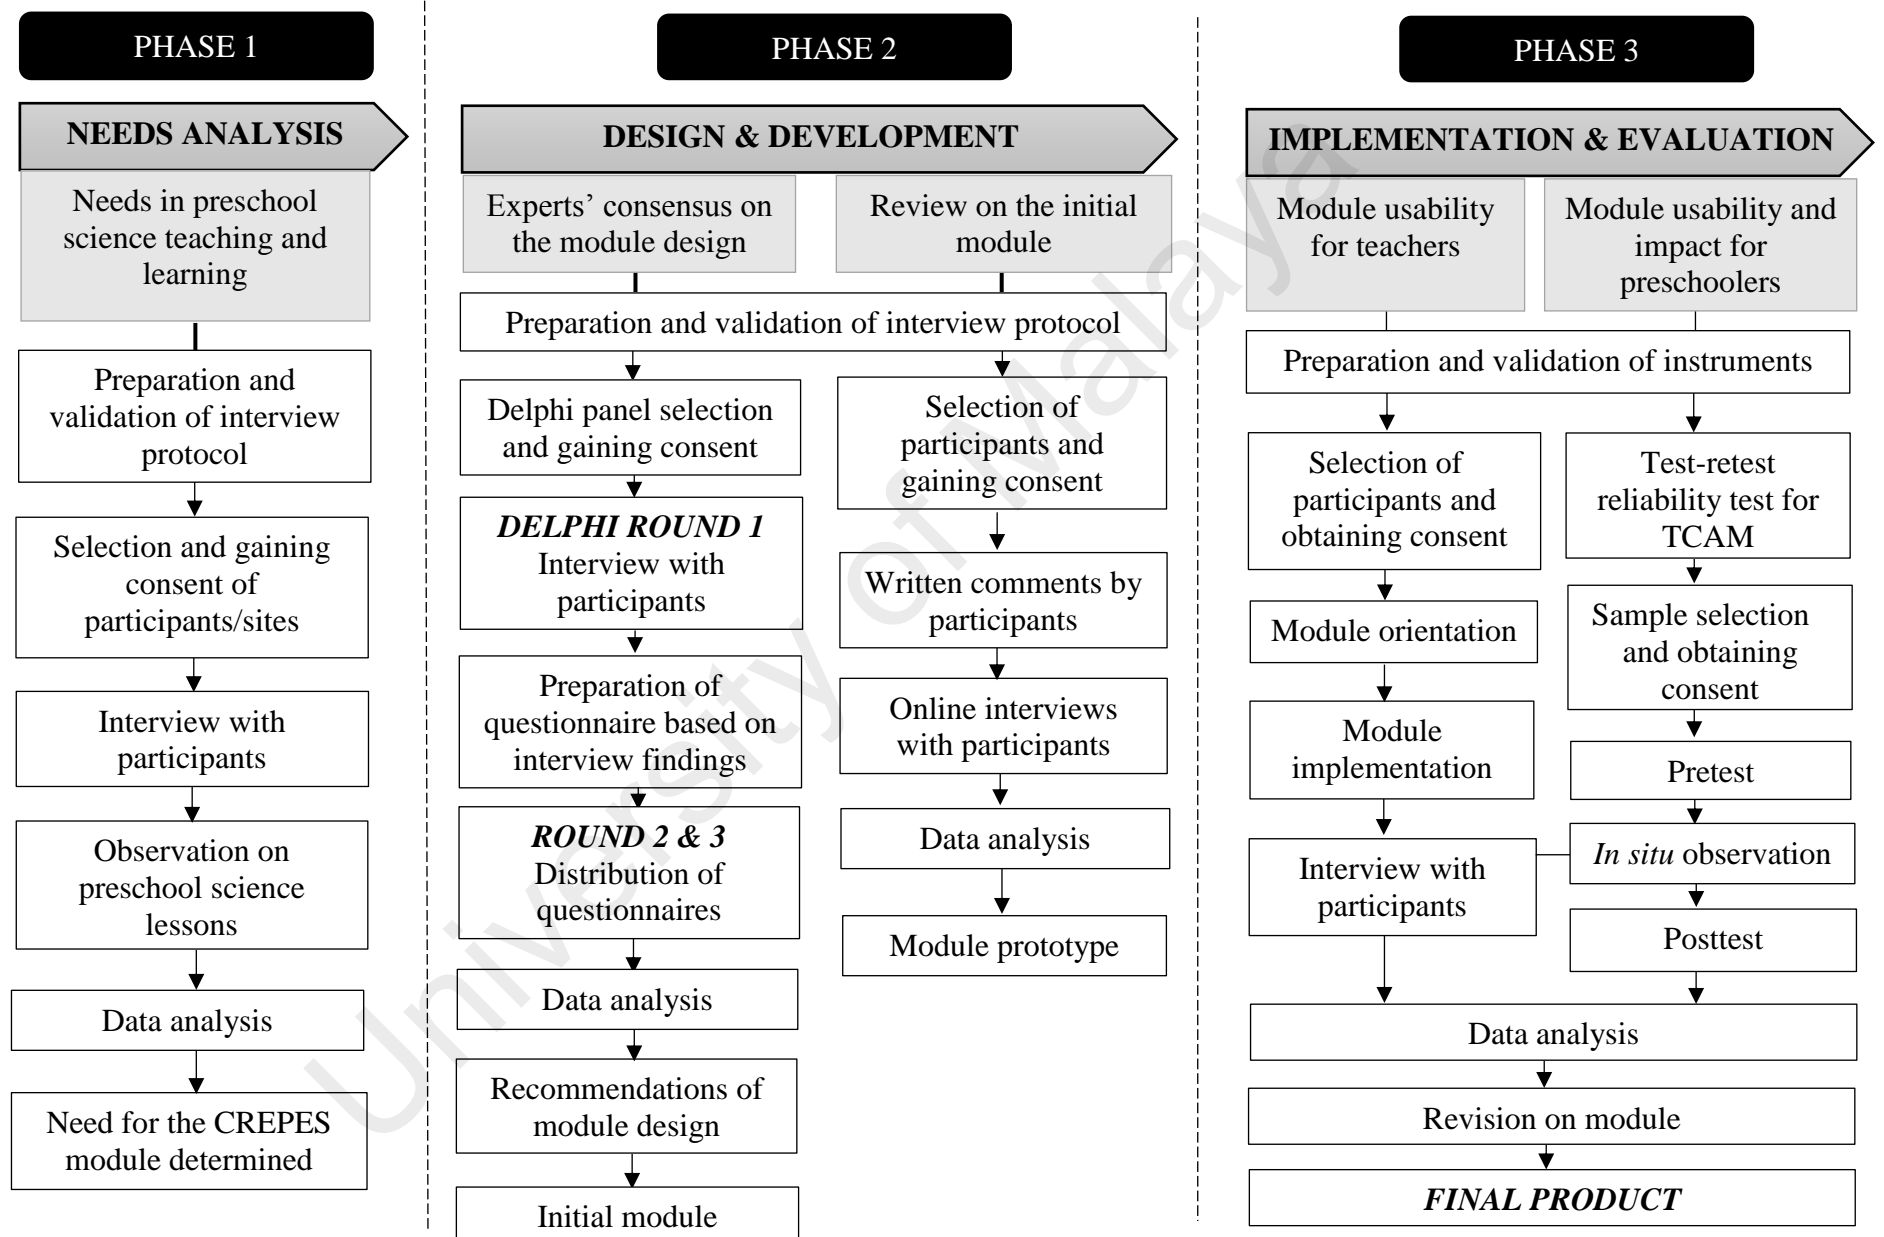 PHASE 1
NEEDS ANALYSIS
Needs in preschool
science teaching and
learning
Preparation and
validation of interview
protocol
Selection and gaining
consent of
participants/sites
Interview with
participants
Observation on
preschool science
lessons
Data analysis
Need for the CREPES
module determined
PHASE 2
DESIGN & DEVELOPMENT
Experts’ consensus on
the module design
Review on the initial
module
Preparation and validation of interview protocol
Delphi panel selection
and gaining consent
DELPHI ROUND 1
Interview with
participants
Preparation of
questionnaire based on
interview findings
ROUND 2 & 3
Distribution of
questionnaires
Data analysis
Recommendations of
module design
Initial module
Selection of
participants and
gaining consent
Written comments by
participants
Online interviews
with participants
Data analysis
Module prototype
PHASE 3
IMPLEMENTATION & EVALUATION
Module usability
for teachers
Module usability and
impact for
preschoolers
Preparation and validation of instruments
Selection of
participants and
obtaining consent
Module orientation
Module
implementation
Interview with
participants
Test-retest
reliability test for
TCAM
Sample selection
and obtaining
consent
Pretest
In situ observation
Posttest
Data analysis
Revision on module
FINAL PRODUCT
University of Malaya